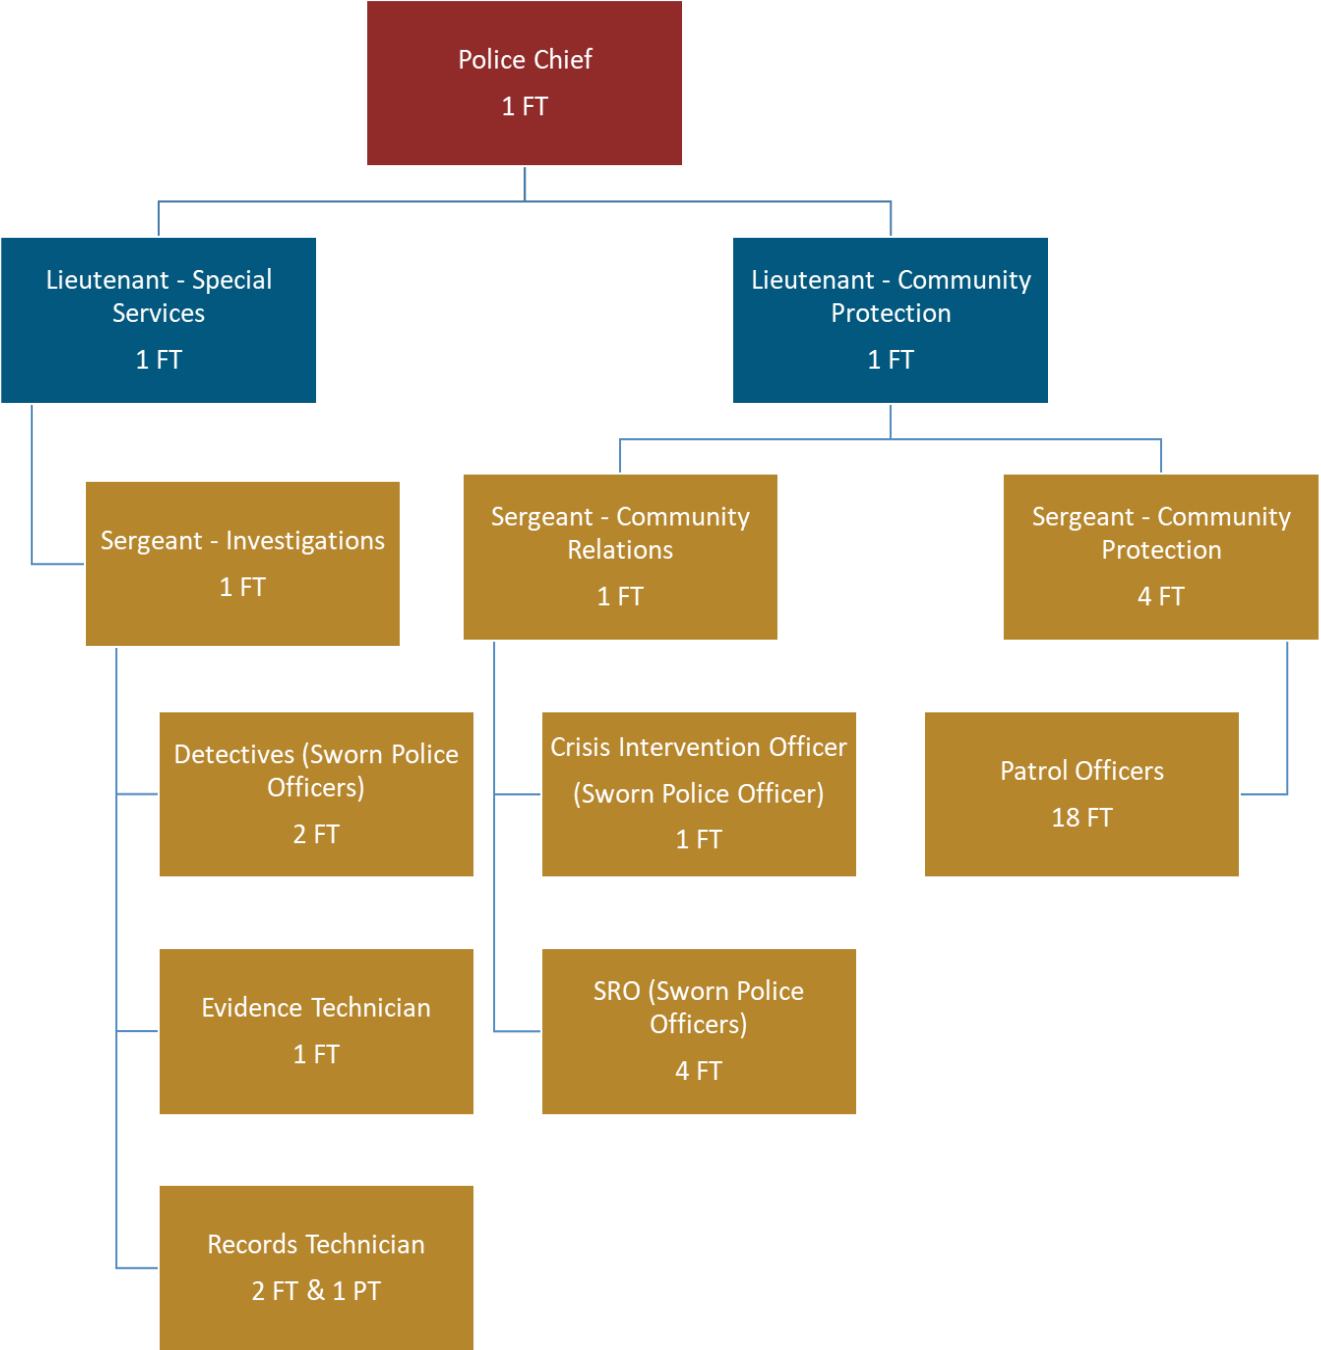 Police Chief
1 FT
Lieutenant - Special
Services
1 FT
Lieutenant - Community
Protection
1 FT
Sergeant - Investigations
1 FT
Sergeant - Community
Relations
1 FT
Sergeant - Community
Protection
4 FT
Detectives (Sworn Police
Officers)
2 FT
Crisis Intervention Officer
(Sworn Police Officer)
1 FT
Patrol Officers
18 FT
Evidence Technician
1 FT
SRO (Sworn Police
Officers)
4 FT
Records Technician
2 FT & 1 PT